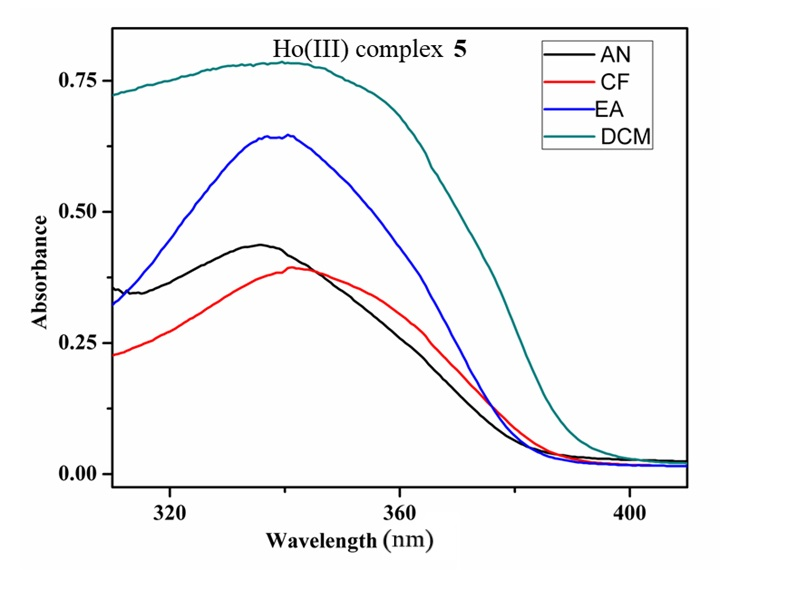 Ho(III) complex 5
AN
CF
EA
DCM
0.75
0.50
0.25
0.00
Absorbance
320
360
400
Wavelength (nm)